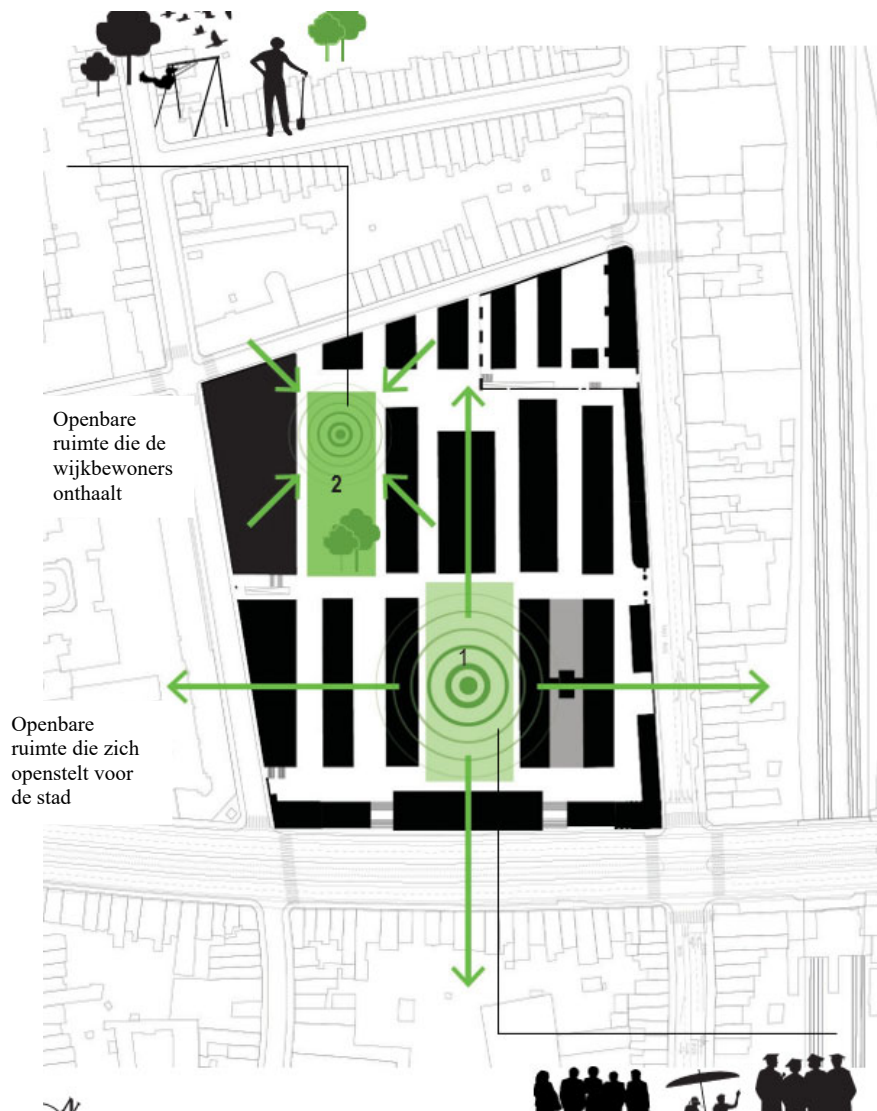 Openbare
ruimte die de
wijkbewoners
onthaalt
2
1
Openbare
ruimte die zich
openstelt voor
de stad
N